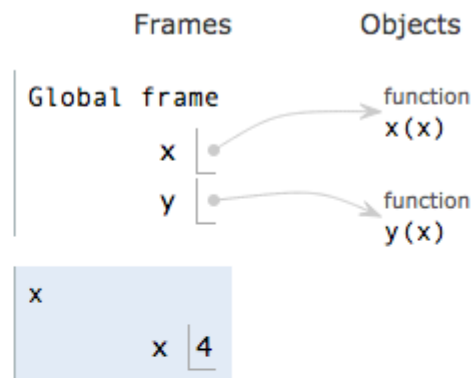 Frames Objects
Global frame
function
x(x)
x
y
function
y(x)
x
x 4